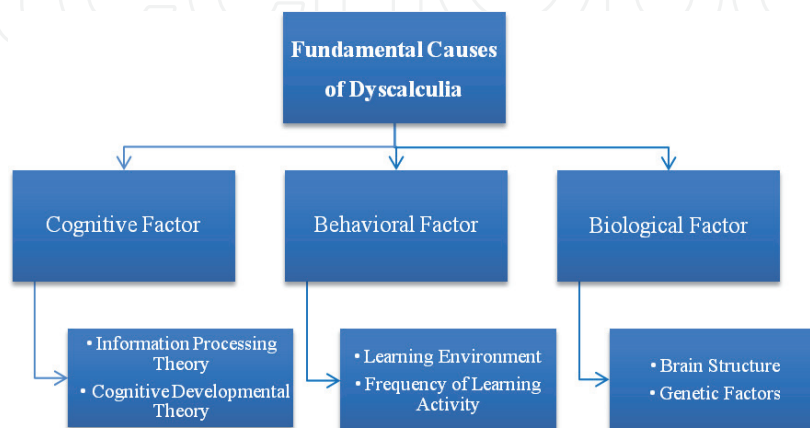 Fundamental Causes
of Dyscalculia
Cognitive Factor
Behavioral Factor
Biological Factor
• Information Processing
Theory
• Cognitive Developmental
Theory
• Learning Environment
• Frequency of Learning
Activity
• Brain Structure
• Genetic Factors